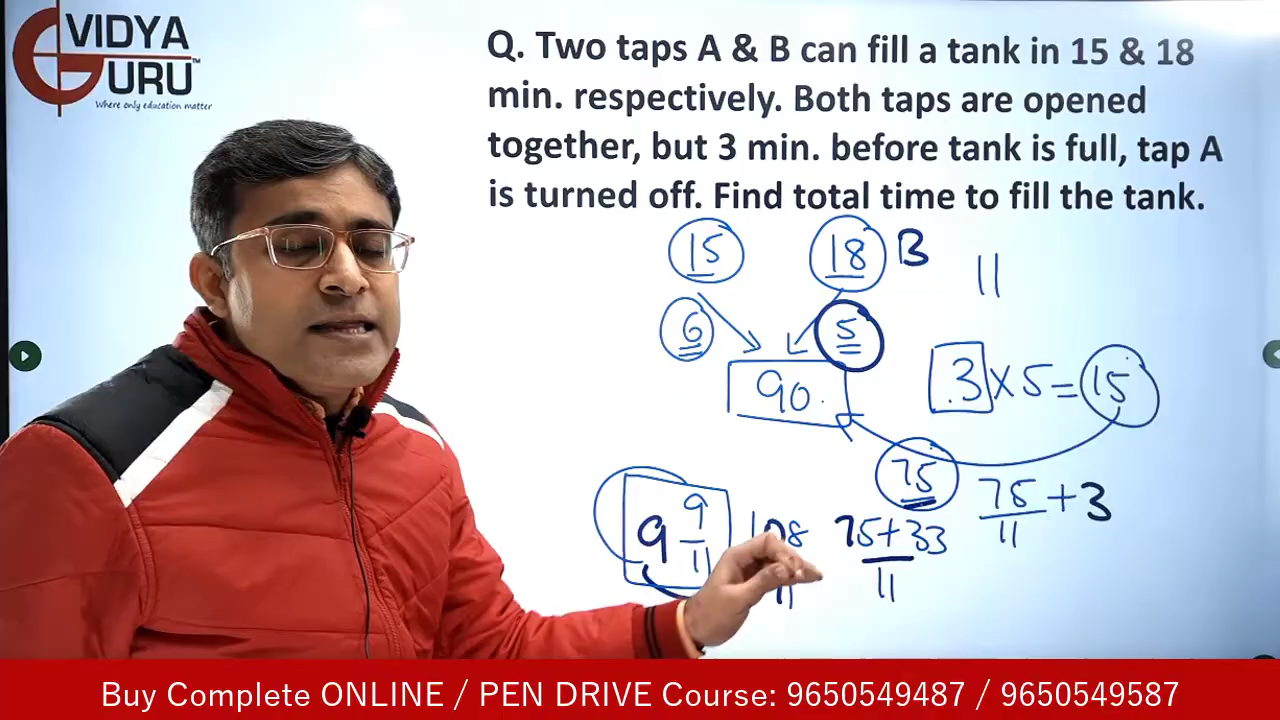 VIDYA
GURU
TM
Where only education matter
Q. Two taps A & B can fill a tank in 15 & 18
min. respectively. Both taps are opened
together, but 3 min. before tank is full, tap A
is turned off. Find total time to fill the tank.
15 18 B 11
6 5
90 3 x 5 = 15
75
9 9/11 108/11 75+33/11 75/11 + 3
Buy Complete ONLINE / PEN DRIVE Course: 9650549487 / 9650549587